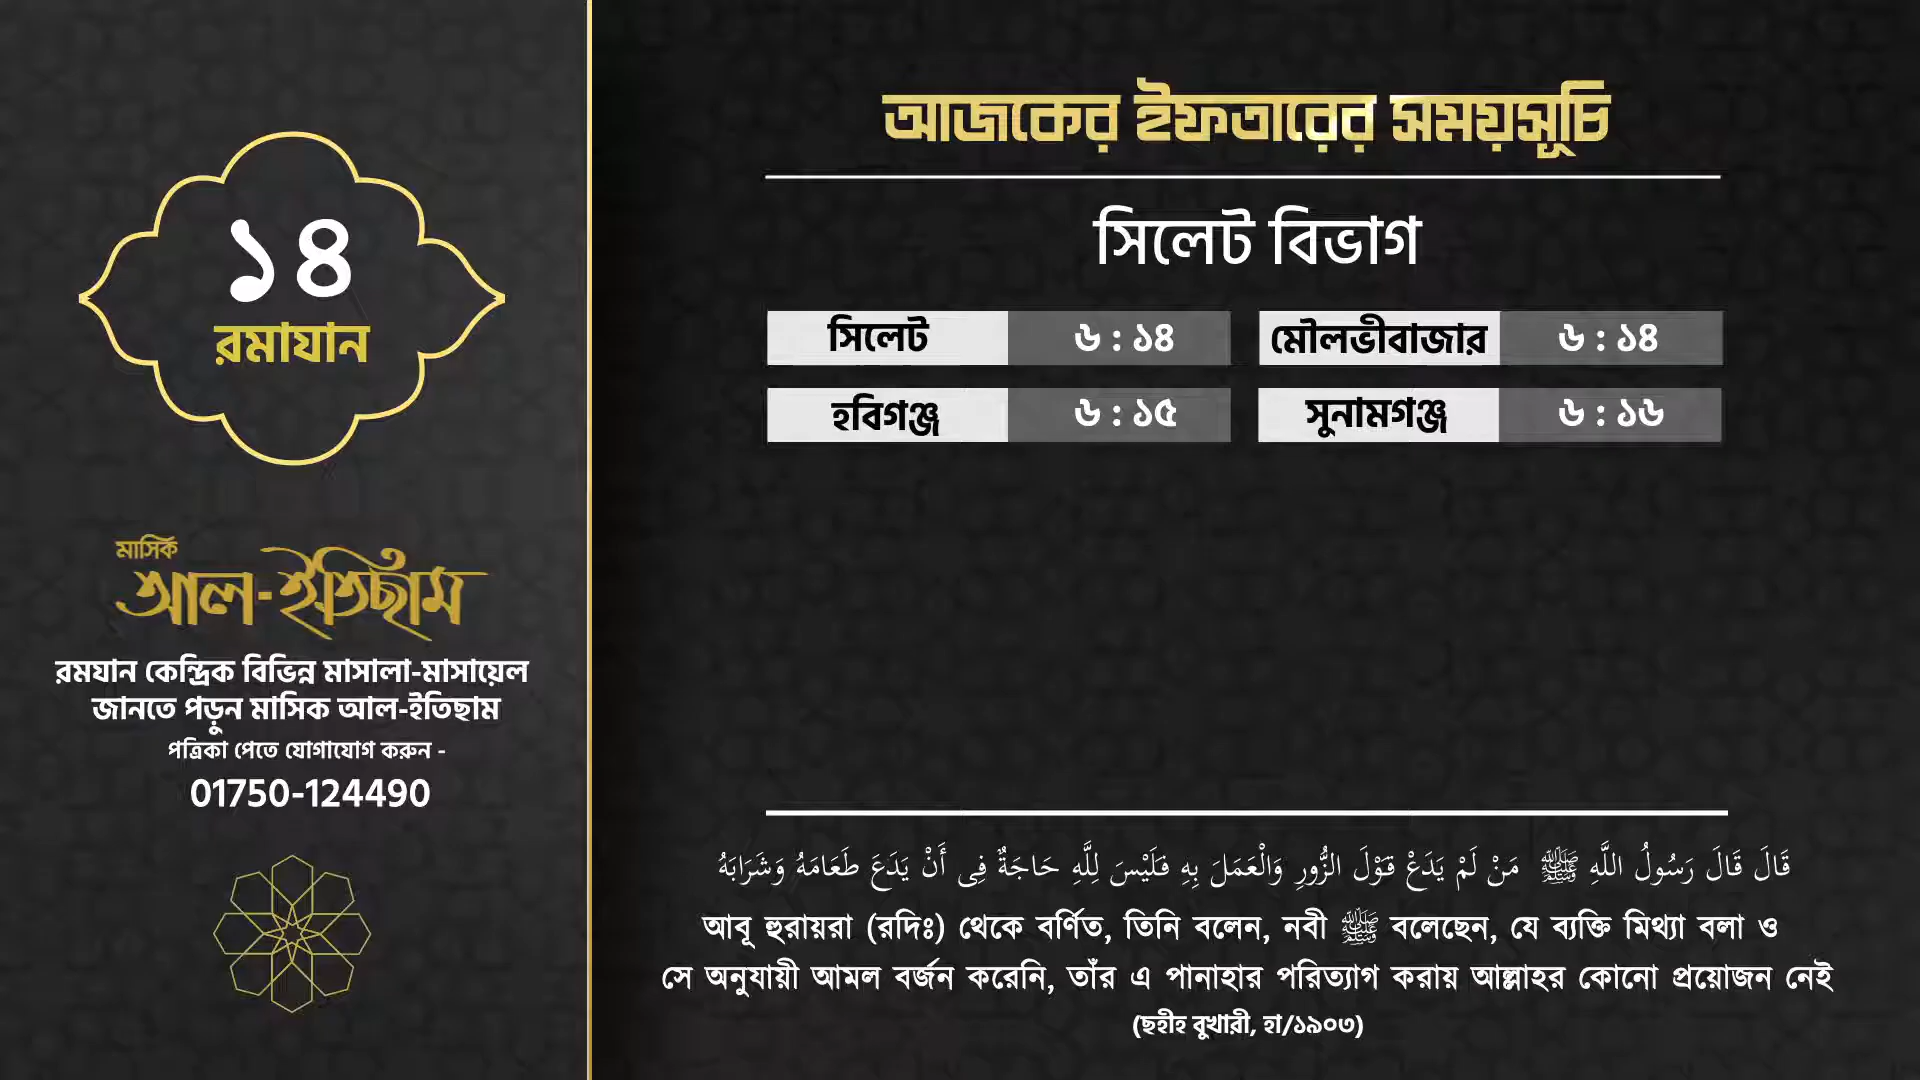 ১৪
রমাযান
মাসিক
আল-ইতিছাম
রমযান কেন্দ্রিক বিভিন্ন মাসালা-মাসায়েল
জানতে পড়ুন মাসিক আল-ইতিছাম
পত্রিকা পেতে যোগাযোগ করুন -
01750-124490
আজকের ইফতারের সময়সূচি
সিলেট বিভাগ
সিলেট ৬ : ১৪ মৌলভীবাজার ৬ : ১৪
হবিগঞ্জ ৬ : ১৫ সুনামগঞ্জ ৬ : ১৬
قَالَ قَالَ رَسُولُ اللَّهِ ﷺ مَنْ لَمْ يَدَعْ قَوْلَ الزُّورِ وَالْعَمَلَ بِهِ فَلَيْسَ لِلَّهِ حَاجَةٌ فِى أَنْ يَدَعَ طَعَامَهُ وَشَرَابَهُ
আবূ হুরায়রা (রদিঃ) থেকে বর্ণিত, তিনি বলেন, নবী ﷺ বলেছেন, যে ব্যক্তি মিথ্যা বলা ও
সে অনুযায়ী আমল বর্জন করেনি, তাঁর এ পানাহার পরিত্যাগ করায় আল্লাহর কোনো প্রয়োজন নেই
(ছহীহ বুখারী, হা/১৯০৩)